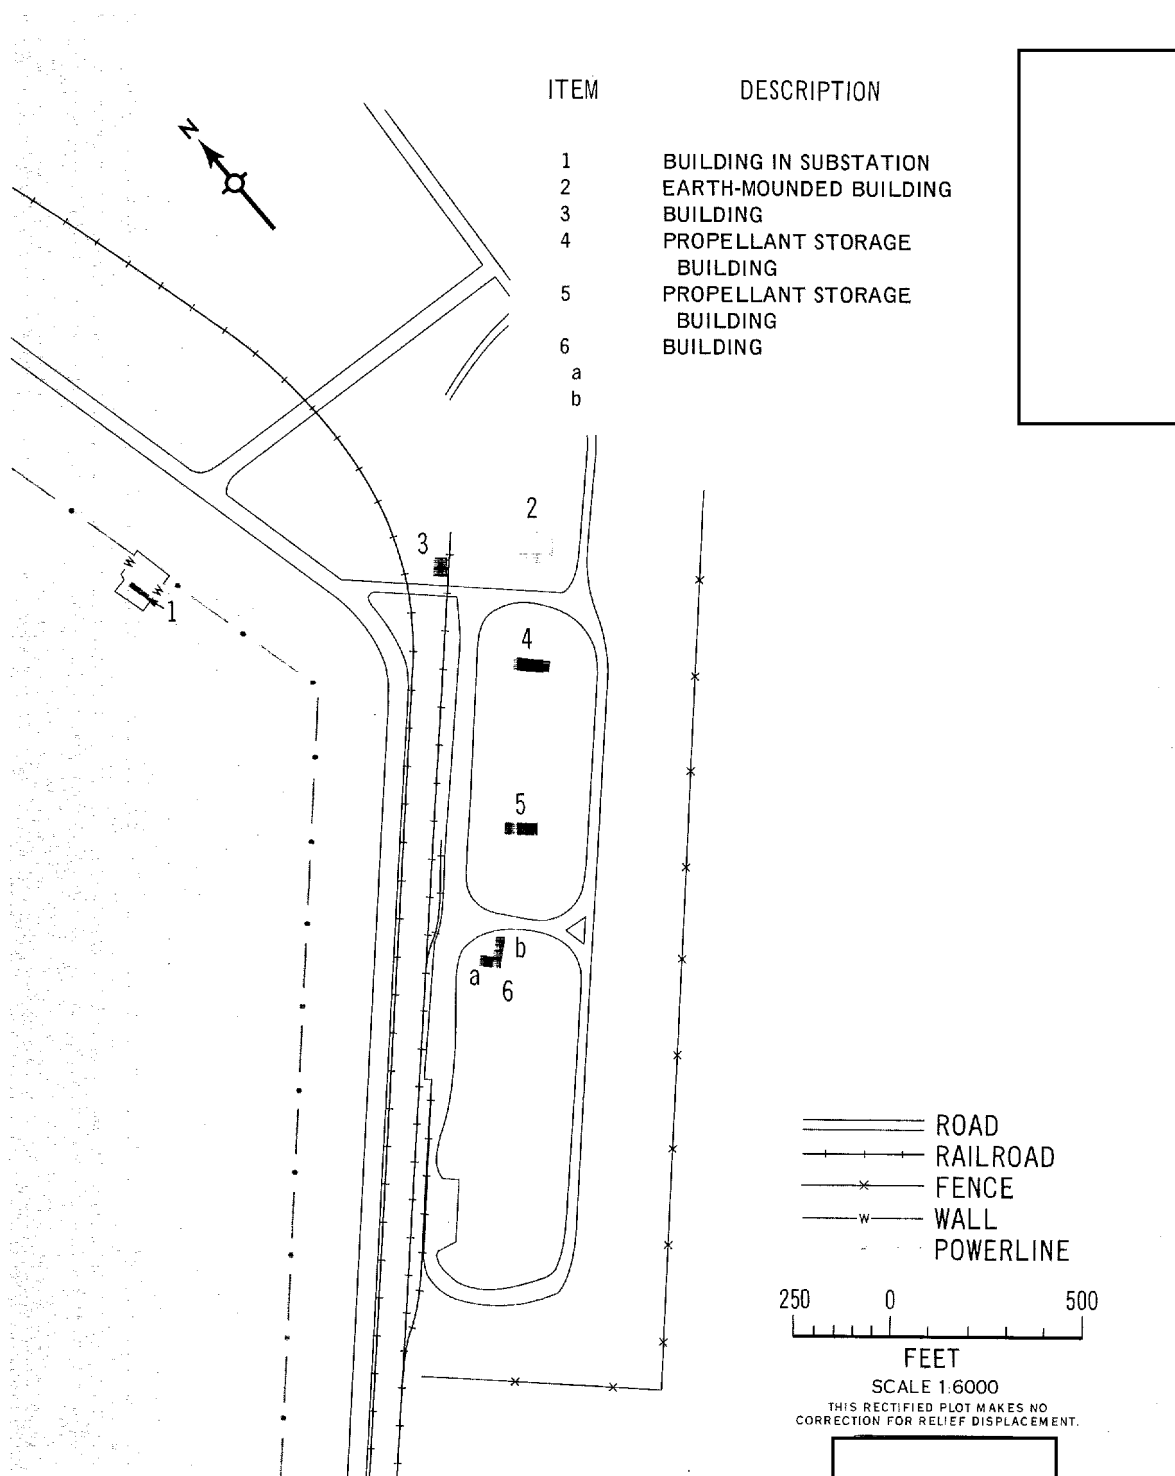 ITEM DESCRIPTION
1 BUILDING IN SUBSTATION
2 EARTH-MOUNDED BUILDING
3 BUILDING
4 PROPELLANT STORAGE
BUILDING
5 PROPELLANT STORAGE
BUILDING
6 BUILDING
a
b
N
2
3
W
W
1
4
5
b
a
6
ROAD
RAILROAD
FENCE
W WALL
POWERLINE
250 0 500
FEET
SCALE 1:6000
THIS RECTIFIED PLOT MAKES NO
CORRECTION FOR RELIEF DISPLACEMENT.